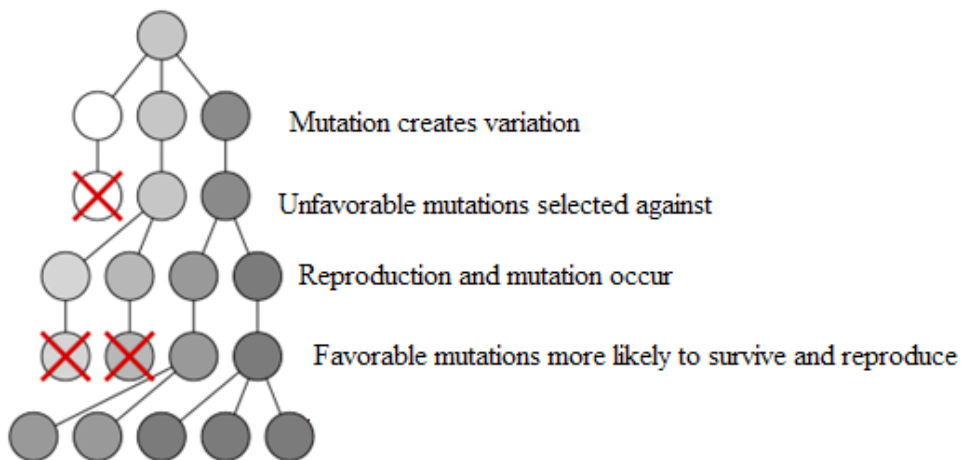 Mutation creates variation
Unfavorable mutations selected against
Reproduction and mutation occur
Favorable mutations more likely to survive and reproduce